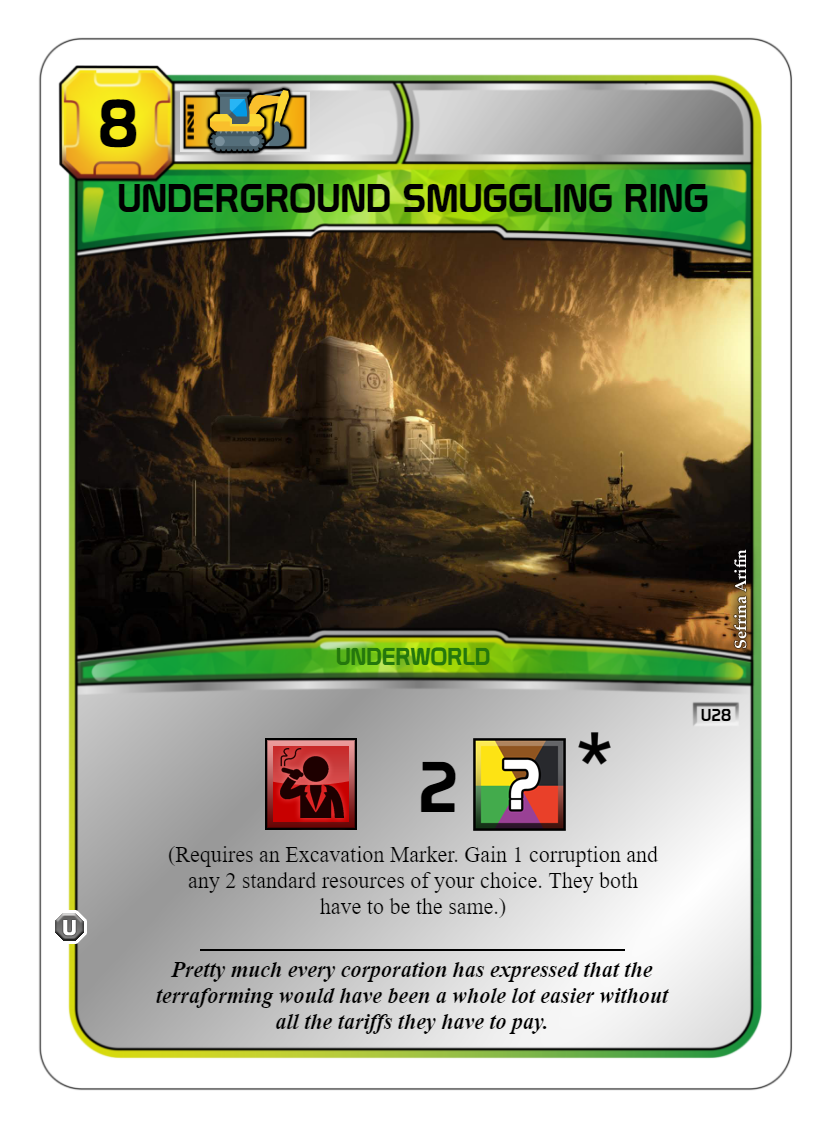 8
UNDERGROUND SMUGGLING RING
Sefrina Arifin
UNDERWORLD
U28
2 ? *
(Requires an Excavation Marker. Gain 1 corruption and
any 2 standard resources of your choice. They both
have to be the same.)
U
Pretty much every corporation has expressed that the
terraforming would have been a whole lot easier without
all the tariffs they have to pay.